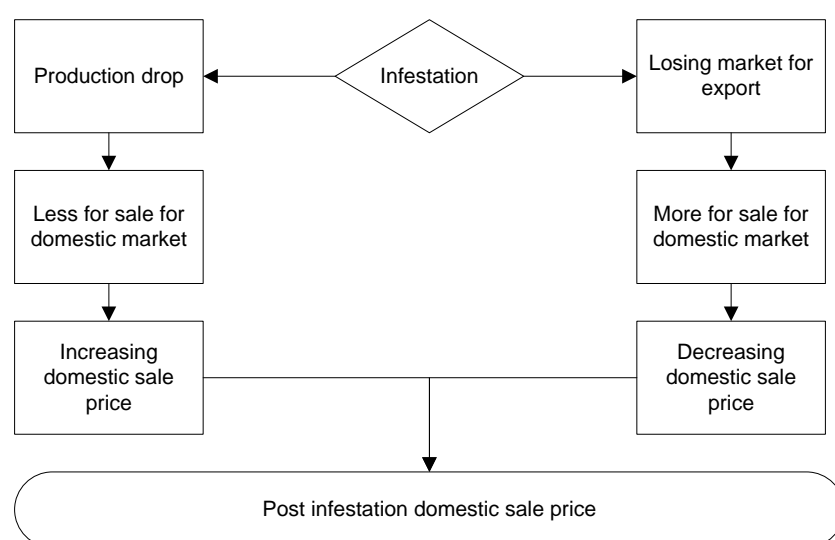 Production drop
Infestation
Losing market for
export
Less for sale for
domestic market
More for sale for
domestic market
Increasing
domestic sale
price
Decreasing
domestic sale
price
Post infestation domestic sale price